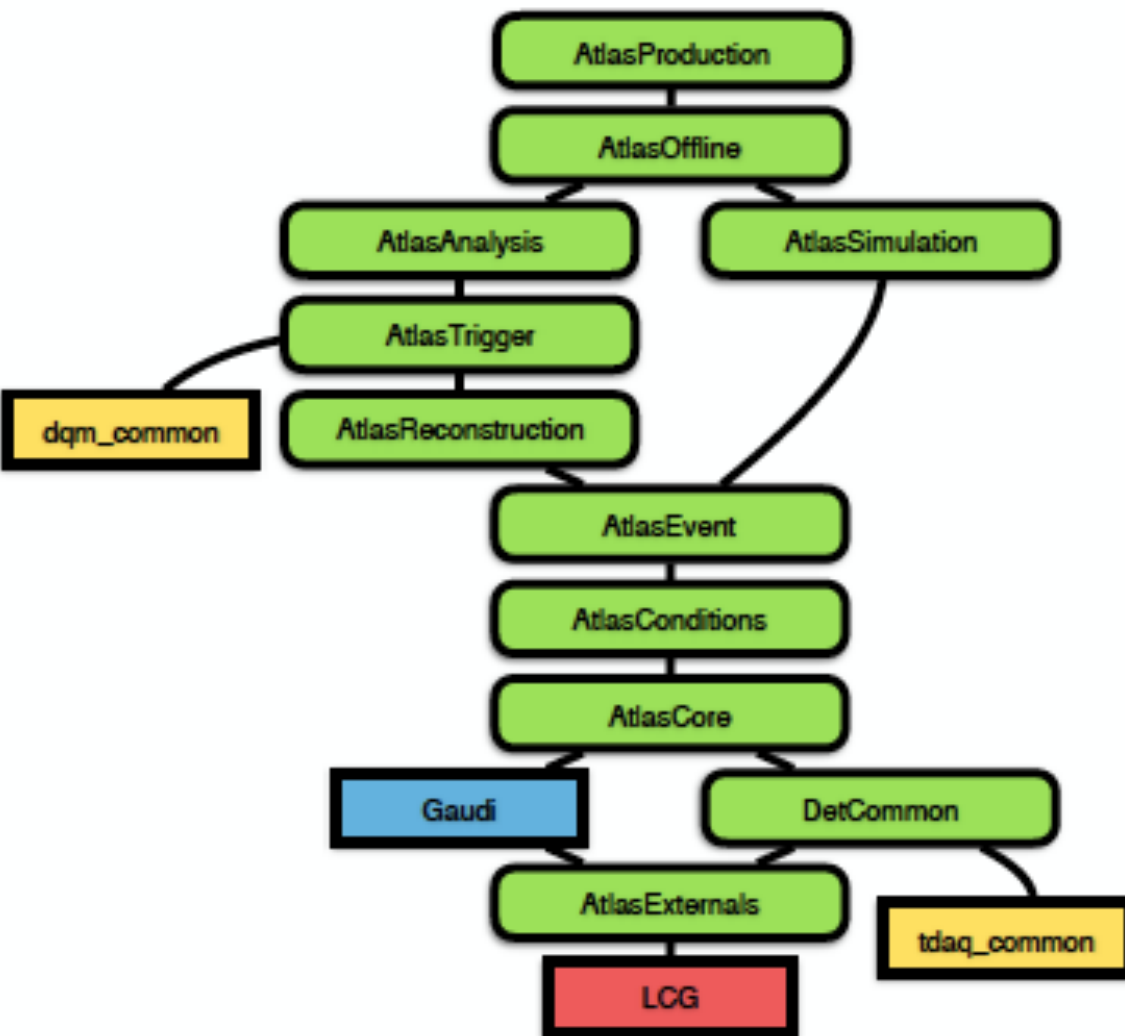 AtlasProduction
AtlasOffline
AtlasAnalysis
AtlasSimulation
AtlasTrigger
dqm_common
AtlasReconstruction
AtlasEvent
AtlasConditions
AtlasCore
Gaudi
DetCommon
AtlasExternals
tdaq_common
LCG